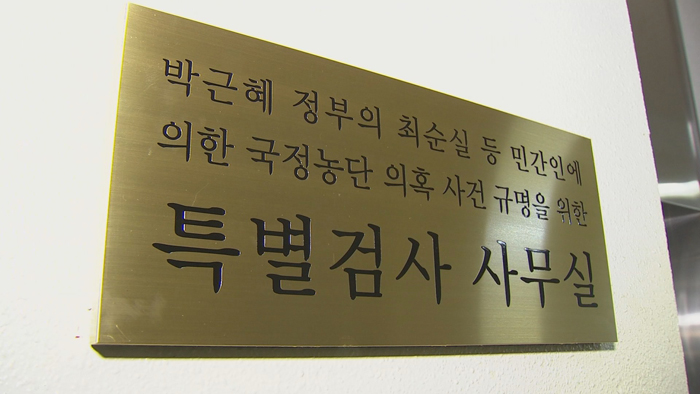 박근혜 정부의 최순실 등 민간인에
의한 국정농단 의혹 사건 규명을 위한
특별검사 사무실